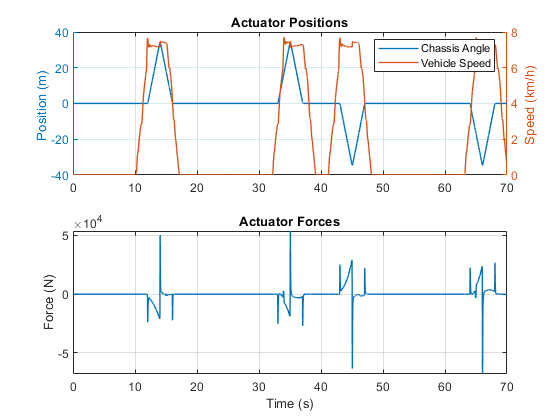 Actuator Positions
40
20
0
-20
-40
Position (m)
8
6
4
2
0
Speed (km/h)
Chassis Angle
Vehicle Speed
0 10 20 30 40 50 60 70
Actuator Forces
×10⁴
5
0
-5
Force (N)
0 10 20 30 40 50 60 70
Time (s)